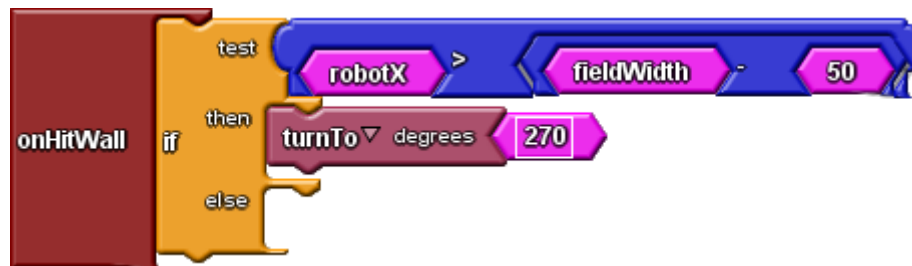 test robotX > fieldWidth - 50
then turnTo degrees 270
onHitWall if
else